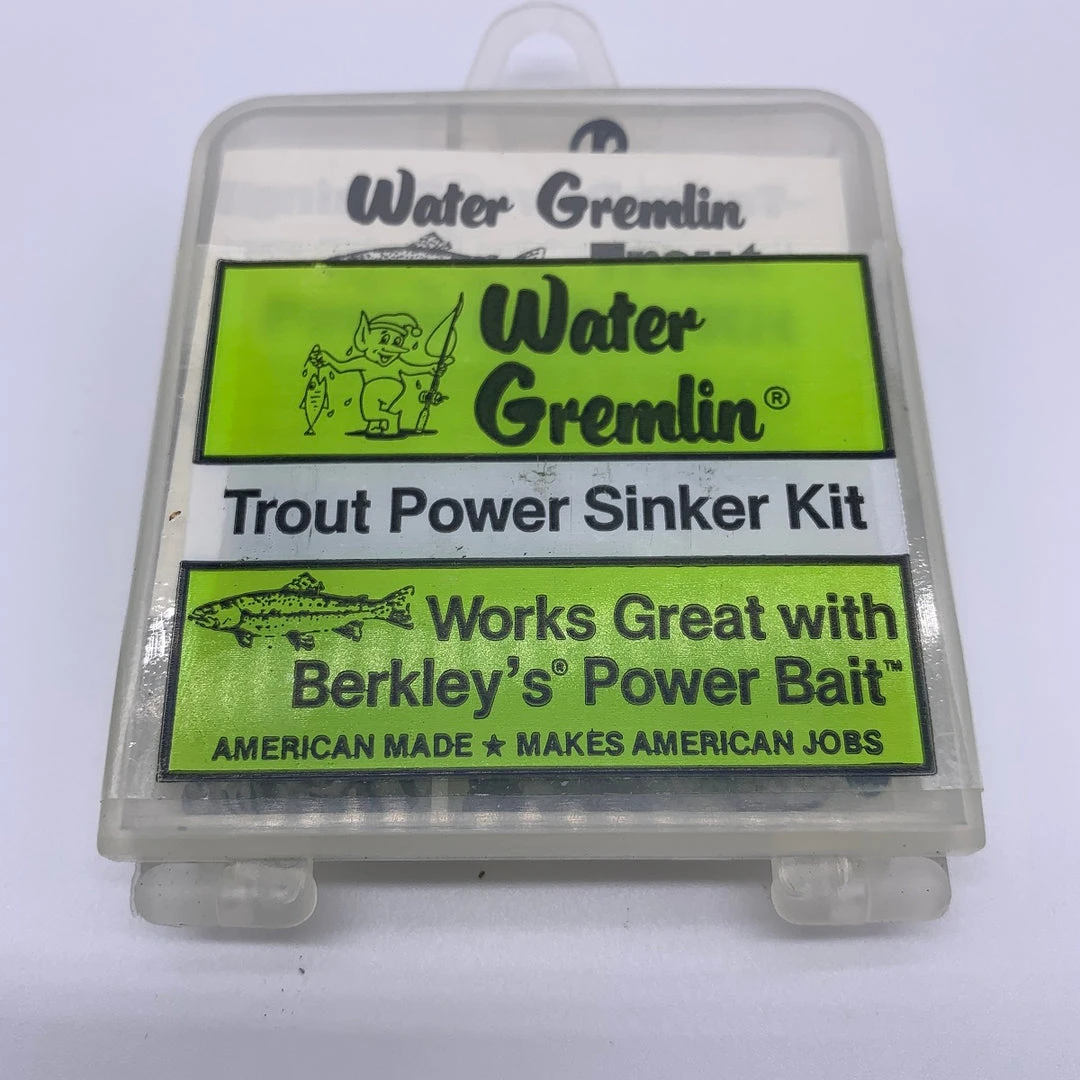 Water Gremlin
Trout
Water
Gremlin®
Trout Power Sinker Kit
Works Great with
Berkley's® Power Bait™
AMERICAN MADE ★ MAKES AMERICAN JOBS